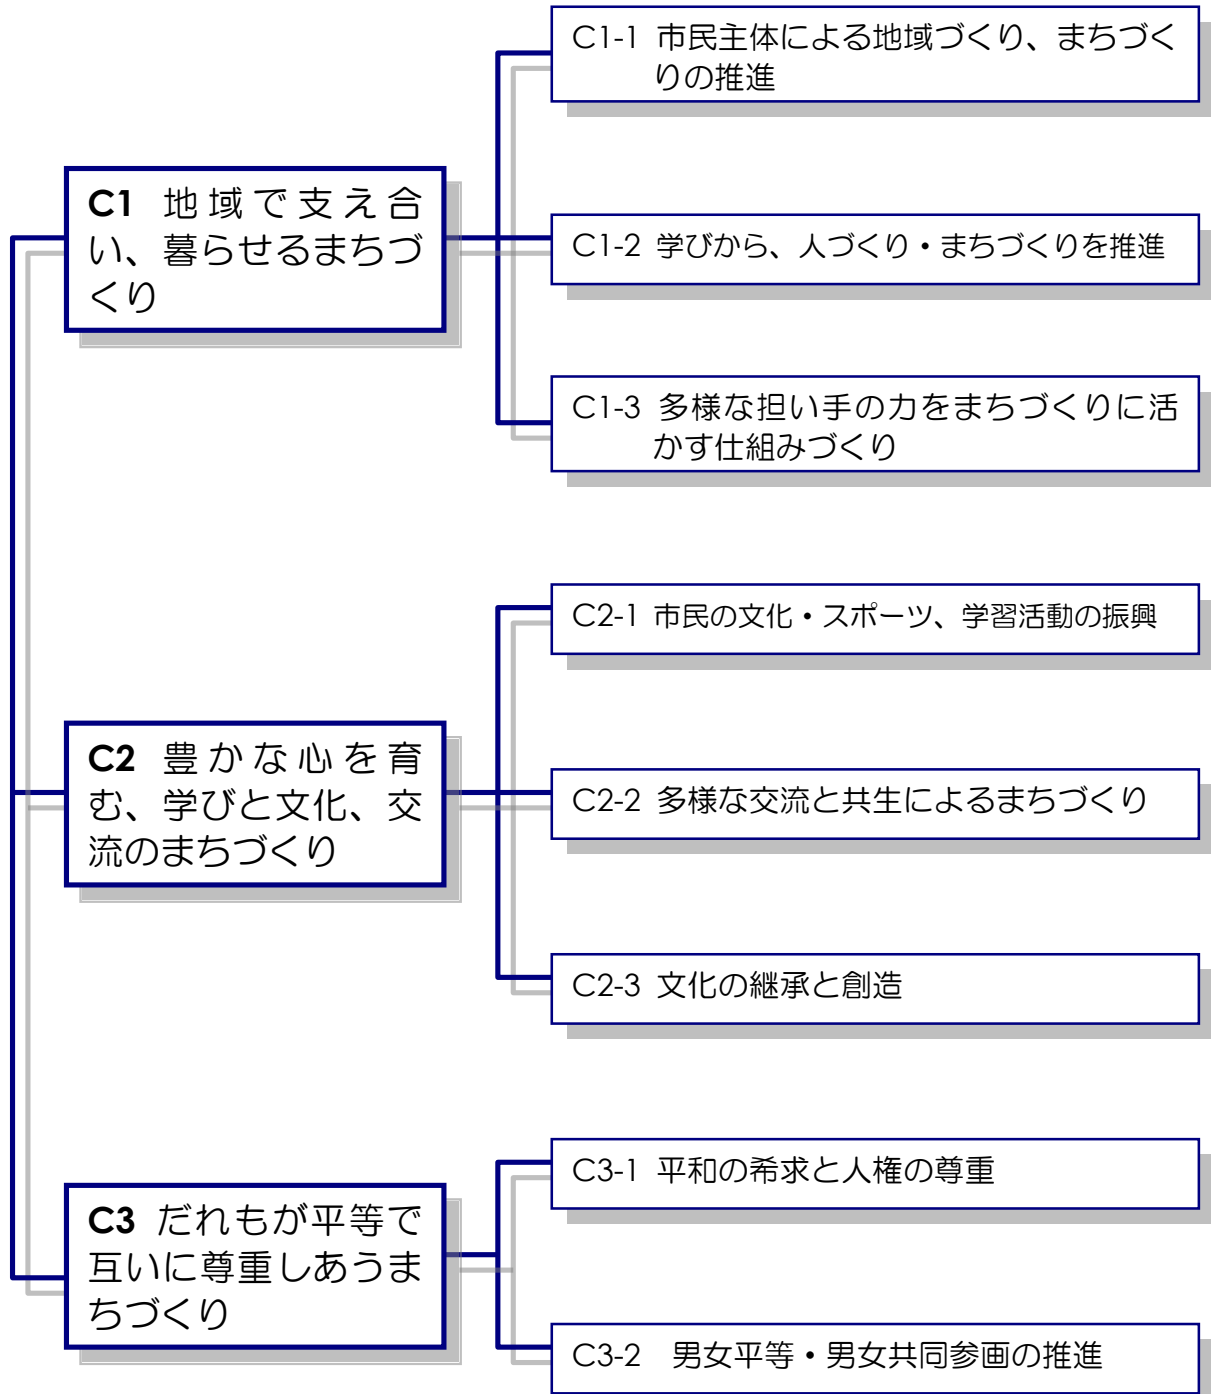 C1-1 市民主体による地域づくり、まちづく
りの推進
C1 地域で支え合
い、暮らせるまちづ
くり
C1-2 学びから、人づくり・まちづくりを推進
C1-3 多様な担い手の力をまちづくりに活
かす仕組みづくり
C2-1 市民の文化・スポーツ、学習活動の振興
C2 豊かな心を育
む、学びと文化、交
流のまちづくり
C2-2 多様な交流と共生によるまちづくり
C2-3 文化の継承と創造
C3-1 平和の希求と人権の尊重
C3 だれもが平等で
互いに尊重しあうま
ちづくり
C3-2 男女平等・男女共同参画の推進